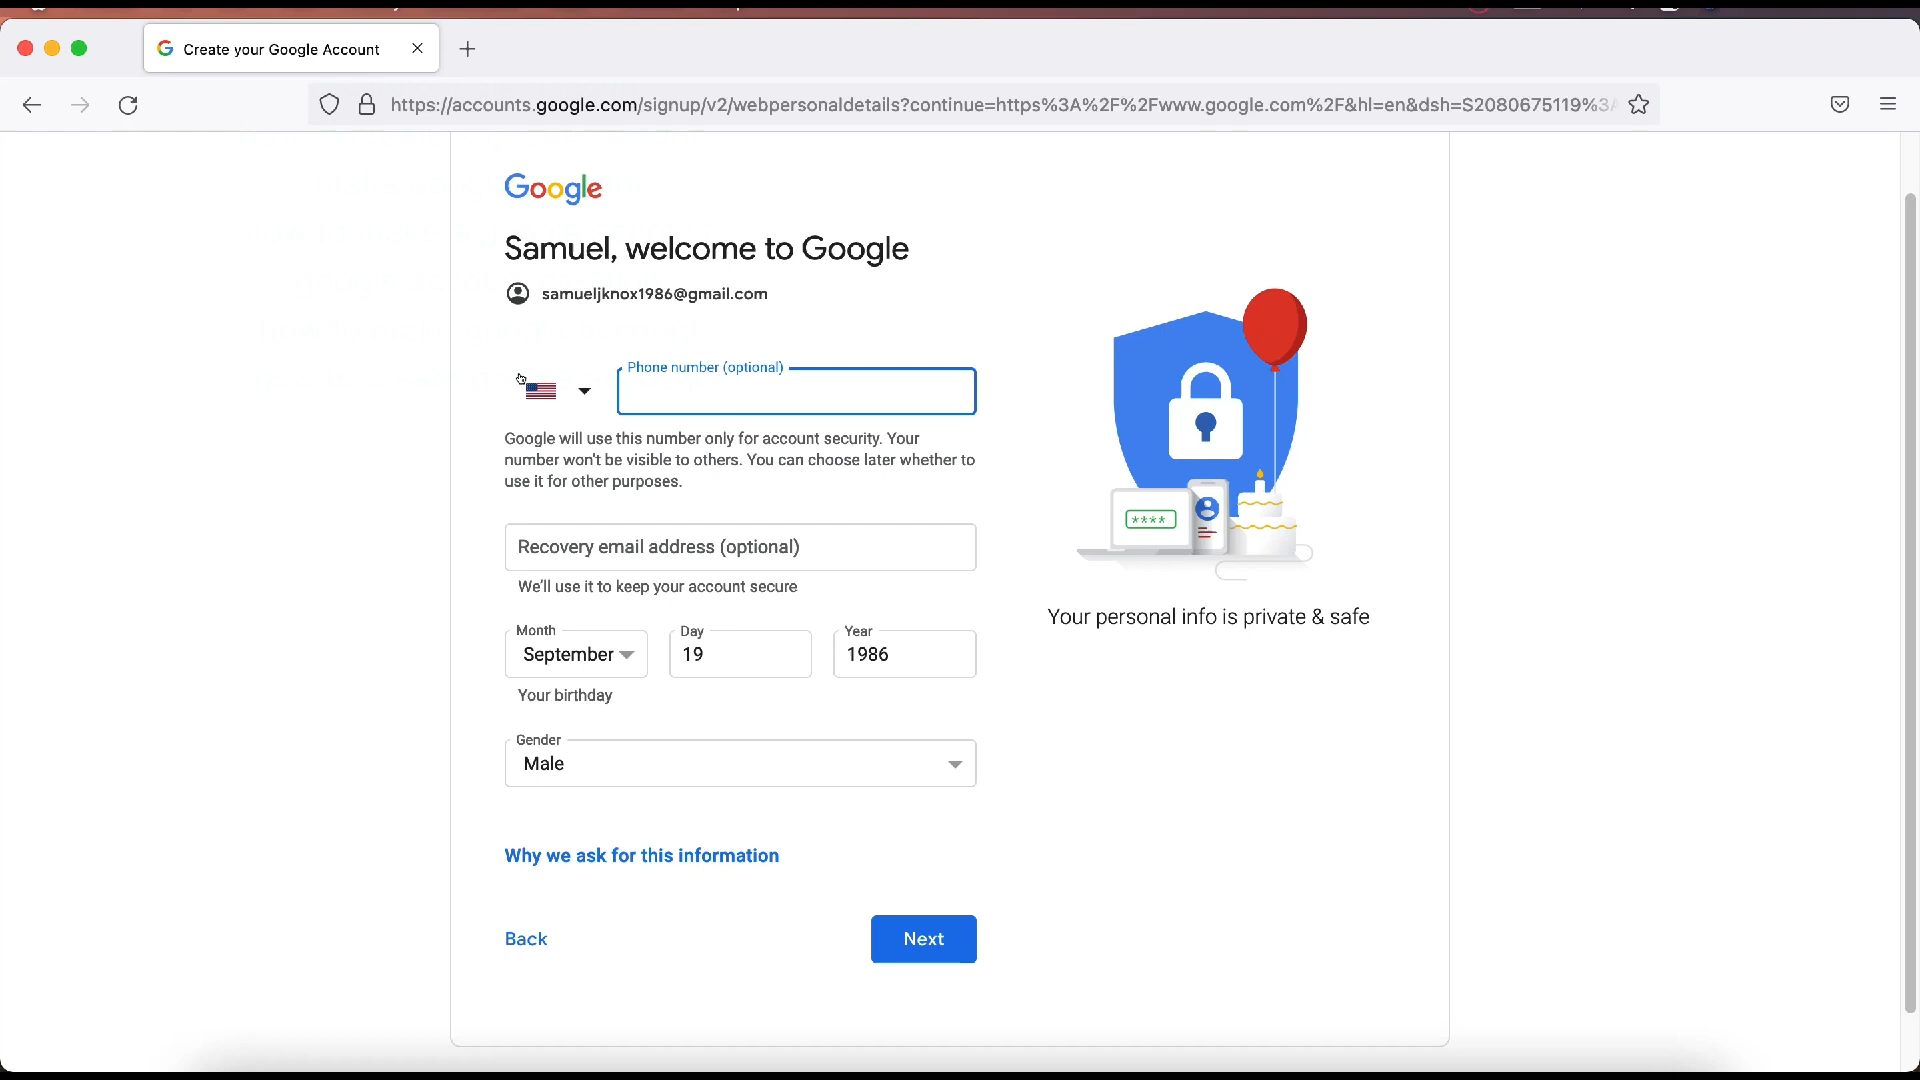 Create your Google Account
https://accounts.google.com/signup/v2/webpersonaldetails?continue=https%3A%2F%2Fwww.google.com%2F&hl=en&dsh=S2080675119%3A
Google
Samuel, welcome to Google
samueljknox1986@gmail.com
Phone number (optional)
Google will use this number only for account security. Your
number won't be visible to others. You can choose later whether to
use it for other purposes.
Recovery email address (optional)
We'll use it to keep your account secure
Month
Day
Year
September
19
1986
Your birthday
Gender
Male
Why we ask for this information
Back
Next
****
Your personal info is private & safe